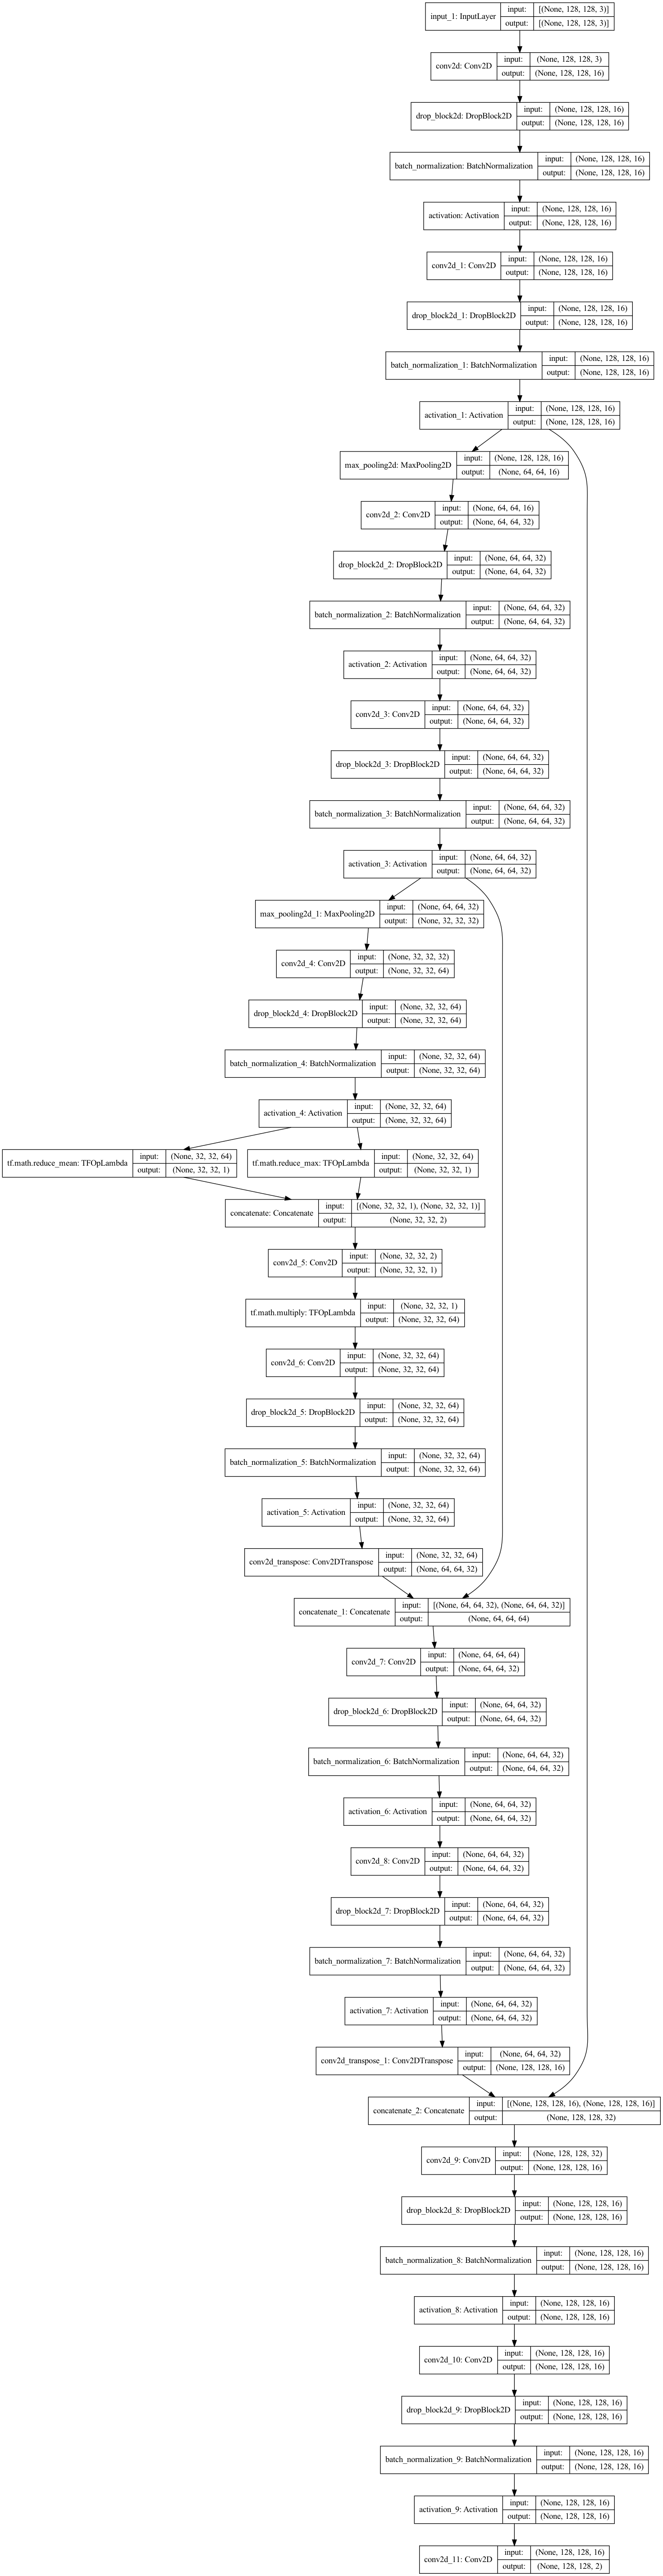 input_1: InputLayer input: [(None, 128, 128, 3)]
output: [(None, 128, 128, 3)]
conv2d: Conv2D input: (None, 128, 128, 3)
output: (None, 128, 128, 16)
drop_block2d: DropBlock2D input: (None, 128, 128, 16)
output: (None, 128, 128, 16)
batch_normalization: BatchNormalization input: (None, 128, 128, 16)
output: (None, 128, 128, 16)
activation: Activation input: (None, 128, 128, 16)
output: (None, 128, 128, 16)
conv2d_1: Conv2D input: (None, 128, 128, 16)
output: (None, 128, 128, 16)
drop_block2d_1: DropBlock2D input: (None, 128, 128, 16)
output: (None, 128, 128, 16)
batch_normalization_1: BatchNormalization input: (None, 128, 128, 16)
output: (None, 128, 128, 16)
activation_1: Activation input: (None, 128, 128, 16)
output: (None, 128, 128, 16)
max_pooling2d: MaxPooling2D input: (None, 128, 128, 16)
output: (None, 64, 64, 16)
conv2d_2: Conv2D input: (None, 64, 64, 16)
output: (None, 64, 64, 32)
drop_block2d_2: DropBlock2D input: (None, 64, 64, 32)
output: (None, 64, 64, 32)
batch_normalization_2: BatchNormalization input: (None, 64, 64, 32)
output: (None, 64, 64, 32)
activation_2: Activation input: (None, 64, 64, 32)
output: (None, 64, 64, 32)
conv2d_3: Conv2D input: (None, 64, 64, 32)
output: (None, 64, 64, 32)
drop_block2d_3: DropBlock2D input: (None, 64, 64, 32)
output: (None, 64, 64, 32)
batch_normalization_3: BatchNormalization input: (None, 64, 64, 32)
output: (None, 64, 64, 32)
activation_3: Activation input: (None, 64, 64, 32)
output: (None, 64, 64, 32)
max_pooling2d_1: MaxPooling2D input: (None, 64, 64, 32)
output: (None, 32, 32, 32)
conv2d_4: Conv2D input: (None, 32, 32, 32)
output: (None, 32, 32, 64)
drop_block2d_4: DropBlock2D input: (None, 32, 32, 64)
output: (None, 32, 32, 64)
batch_normalization_4: BatchNormalization input: (None, 32, 32, 64)
output: (None, 32, 32, 64)
activation_4: Activation input: (None, 32, 32, 64)
output: (None, 32, 32, 64)
tf.math.reduce_mean: TFOpLambda input: (None, 32, 32, 64)
output: (None, 32, 32, 1)
tf.math.reduce_max: TFOpLambda input: (None, 32, 32, 64)
output: (None, 32, 32, 1)
concatenate: Concatenate input: [(None, 32, 32, 1), (None, 32, 32, 1)]
output: (None, 32, 32, 2)
conv2d_5: Conv2D input: (None, 32, 32, 2)
output: (None, 32, 32, 1)
tf.math.multiply: TFOpLambda input: (None, 32, 32, 1)
output: (None, 32, 32, 64)
conv2d_6: Conv2D input: (None, 32, 32, 64)
output: (None, 32, 32, 64)
drop_block2d_5: DropBlock2D input: (None, 32, 32, 64)
output: (None, 32, 32, 64)
batch_normalization_5: BatchNormalization input: (None, 32, 32, 64)
output: (None, 32, 32, 64)
activation_5: Activation input: (None, 32, 32, 64)
output: (None, 32, 32, 64)
conv2d_transpose: Conv2DTranspose input: (None, 32, 32, 64)
output: (None, 64, 64, 32)
concatenate_1: Concatenate input: [(None, 64, 64, 32), (None, 64, 64, 32)]
output: (None, 64, 64, 64)
conv2d_7: Conv2D input: (None, 64, 64, 64)
output: (None, 64, 64, 32)
drop_block2d_6: DropBlock2D input: (None, 64, 64, 32)
output: (None, 64, 64, 32)
batch_normalization_6: BatchNormalization input: (None, 64, 64, 32)
output: (None, 64, 64, 32)
activation_6: Activation input: (None, 64, 64, 32)
output: (None, 64, 64, 32)
conv2d_8: Conv2D input: (None, 64, 64, 32)
output: (None, 64, 64, 32)
drop_block2d_7: DropBlock2D input: (None, 64, 64, 32)
output: (None, 64, 64, 32)
batch_normalization_7: BatchNormalization input: (None, 64, 64, 32)
output: (None, 64, 64, 32)
activation_7: Activation input: (None, 64, 64, 32)
output: (None, 64, 64, 32)
conv2d_transpose_1: Conv2DTranspose input: (None, 64, 64, 32)
output: (None, 128, 128, 16)
concatenate_2: Concatenate input: [(None, 128, 128, 16), (None, 128, 128, 16)]
output: (None, 128, 128, 32)
conv2d_9: Conv2D input: (None, 128, 128, 32)
output: (None, 128, 128, 16)
drop_block2d_8: DropBlock2D input: (None, 128, 128, 16)
output: (None, 128, 128, 16)
batch_normalization_8: BatchNormalization input: (None, 128, 128, 16)
output: (None, 128, 128, 16)
activation_8: Activation input: (None, 128, 128, 16)
output: (None, 128, 128, 16)
conv2d_10: Conv2D input: (None, 128, 128, 16)
output: (None, 128, 128, 16)
drop_block2d_9: DropBlock2D input: (None, 128, 128, 16)
output: (None, 128, 128, 16)
batch_normalization_9: BatchNormalization input: (None, 128, 128, 16)
output: (None, 128, 128, 16)
activation_9: Activation input: (None, 128, 128, 16)
output: (None, 128, 128, 16)
conv2d_11: Conv2D input: (None, 128, 128, 16)
output: (None, 128, 128, 2)